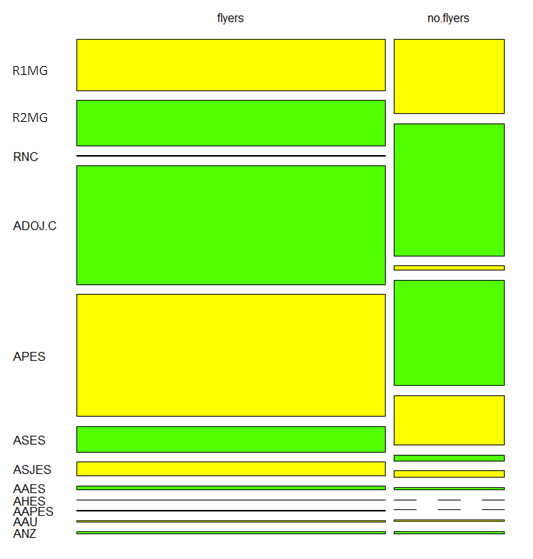 flyers no.flyers
R1MG
R2MG
RNC
ADOJ.C
APES
ASES
ASJES
AAES
AHES
AAPES
AAU
ANZ